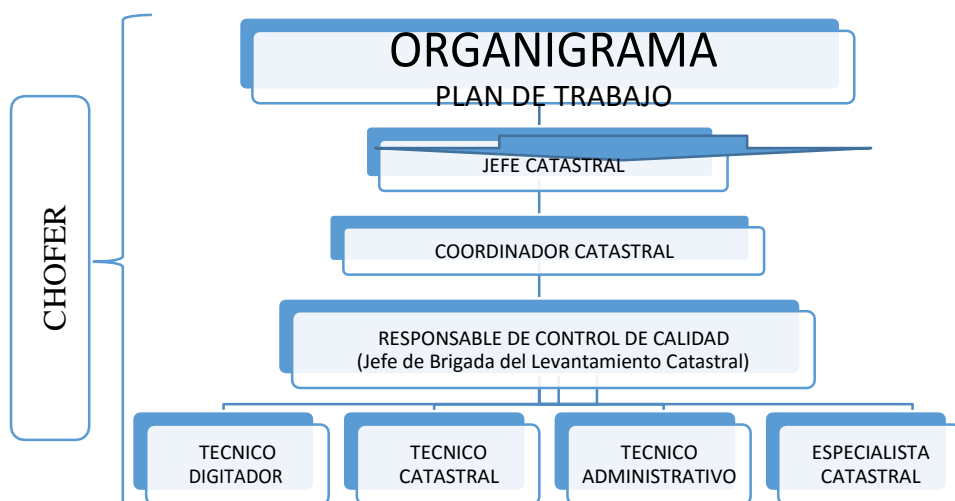 ORGANIGRAMA
PLAN DE TRABAJO
CHOFER
JEFE CATASTRAL
COORDINADOR CATASTRAL
RESPONSABLE DE CONTROL DE CALIDAD
(Jefe de Brigada del Levantamiento Catastral)
TECNICO
DIGITADOR
TECNICO
CATASTRAL
TECNICO
ADMINISTRATIVO
ESPECIALISTA
CATASTRAL